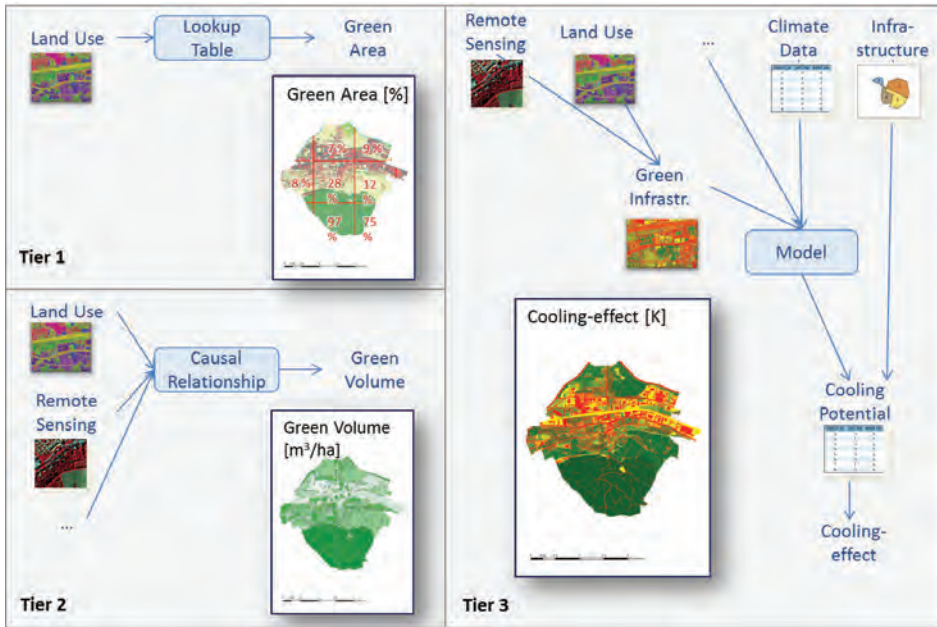 Land Use
Lookup
Table
Green
Area
Green Area [%]
7 %
9 %
8 %
28
%
12
%
97
%
75
%
Tier 1
Land Use
Remote
Sensing
...
Causal
Relationship
Green
Volume
Green Volume
[m³/ha]
Tier 2
Remote
Sensing
Land Use
...
Climate
Data
Infra-
structure
Green
Infrastr.
Model
Cooling-effect [K]
Cooling
Potential
Cooling-
effect
Tier 3